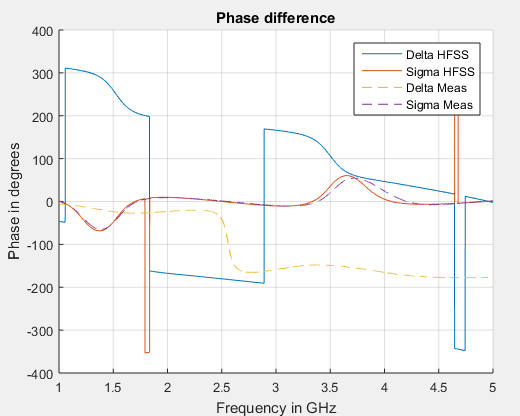 Phase difference
400
300
200
100
0
-100
-200
-300
-400
Phase in degrees
Delta HFSS
Sigma HFSS
Delta Meas
Sigma Meas
1 1.5 2 2.5 3 3.5 4 4.5 5
Frequency in GHz